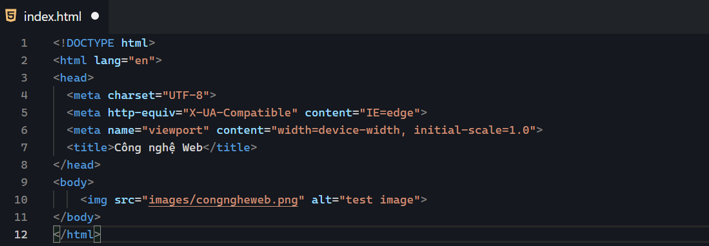 index.html
1 <!DOCTYPE html>
2 <html lang="en">
3 <head>
4 <meta charset="UTF-8">
5 <meta http-equiv="X-UA-Compatible" content="IE=edge">
6 <meta name="viewport" content="width=device-width, initial-scale=1.0">
7 <title>Công nghệ Web</title>
8 </head>
9 <body>
10 <img src="images/congngheweb.png" alt="test image">
11 </body>
12 </html>